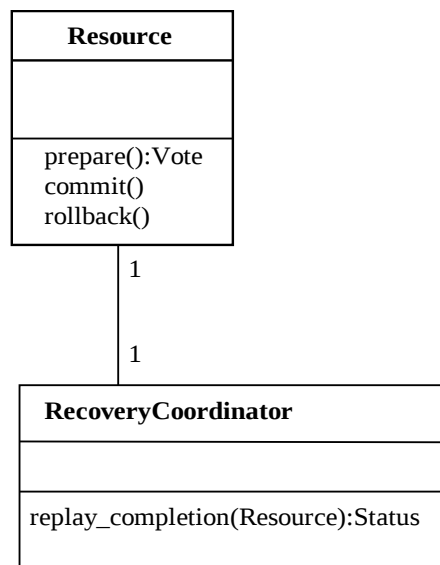 Resource
prepare():Vote
commit()
rollback()
1
1
RecoveryCoordinator
replay_completion(Resource):Status